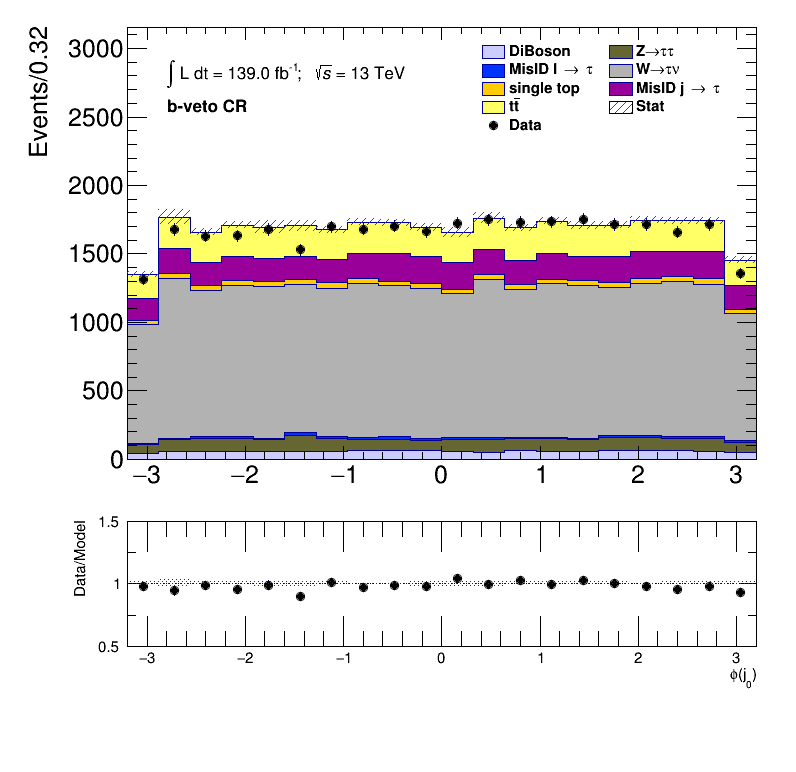 Events/0.32
3000
2500
2000
1500
1000
500
0
∫ L dt = 139.0 fb⁻¹; √s = 13 TeV
b-veto CR
DiBoson
Z→ττ
MisID l → τ
W→τν
single top
MisID j → τ
tt̄
Stat
Data
−3 −2 −1 0 1 2 3
Data/Model
1.5
1
0.5
−3 −2 −1 0 1 2 3
ϕ(j₀)